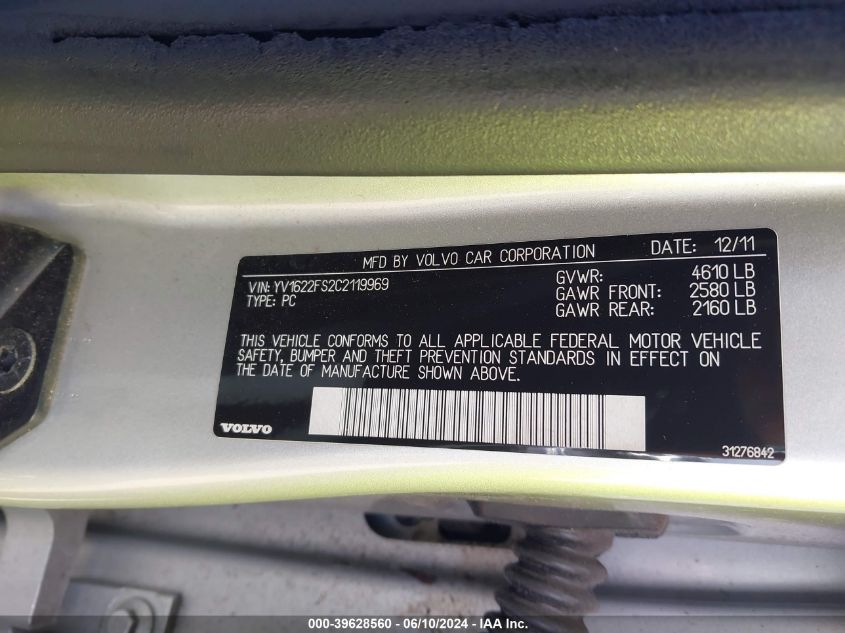 MFD BY VOLVO CAR CORPORATION DATE: 12/11
VIN: YV1622FS2C2119969
TYPE: PC
GVWR: 4610 LB
GAWR FRONT: 2580 LB
GAWR REAR: 2160 LB
THIS VEHICLE CONFORMS TO ALL APPLICABLE FEDERAL MOTOR VEHICLE
SAFETY, BUMPER AND THEFT PREVENTION STANDARDS IN EFFECT ON
THE DATE OF MANUFACTURE SHOWN ABOVE.
VOLVO
31276842
000-39628560 - 06/10/2024 - IAA Inc.